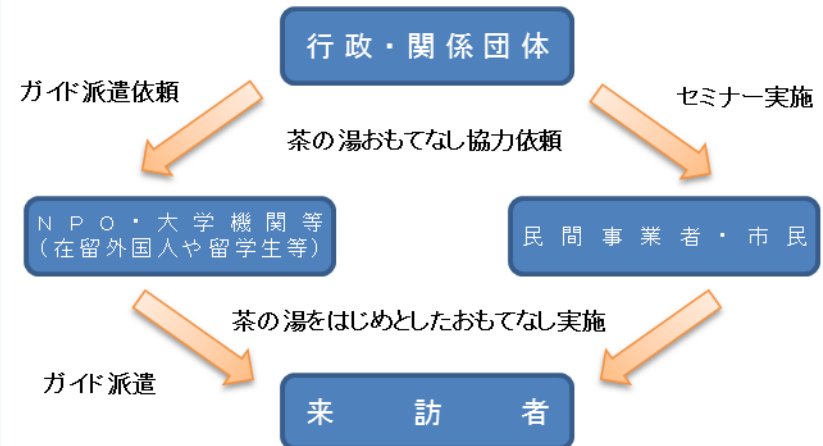 行政・関係団体
ガイド派遣依頼
セミナー実施
茶の湯おもてなし協力依頼
NPO・大学機関等
(在留外国人や留学生等)
民間事業者・市民
茶の湯をはじめとしたおもてなし実施
ガイド派遣
来訪者